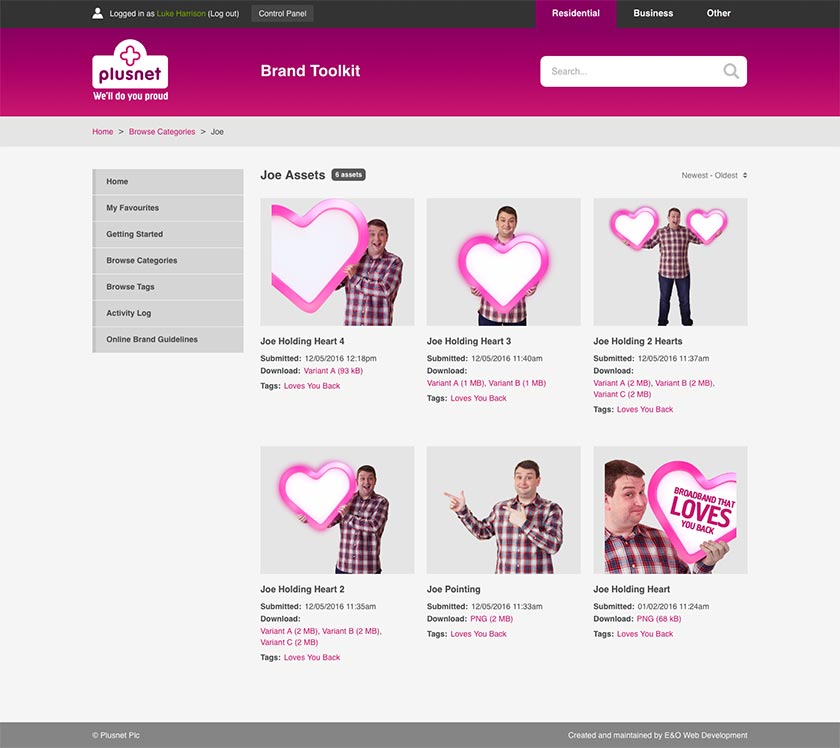 Logged in as Luke Harrison (Log out)
Control Panel
Residential
Business
Other
plusnet
We'll do you proud
Brand Toolkit
Search...
Home > Browse Categories > Joe
Home
My Favourites
Getting Started
Browse Categories
Browse Tags
Activity Log
Online Brand Guidelines
Joe Assets
6 assets
Newest - Oldest
Joe Holding Heart 4
Submitted: 12/05/2016 12:18pm
Download: Variant A (93 kB)
Tags: Loves You Back
Joe Holding Heart 3
Submitted: 12/05/2016 11:40am
Download:
Variant A (1 MB), Variant B (1 MB)
Tags: Loves You Back
Joe Holding 2 Hearts
Submitted: 12/05/2016 11:37am
Download:
Variant A (2 MB), Variant B (2 MB),
Variant C (2 MB)
Tags: Loves You Back
Joe Holding Heart 2
Submitted: 12/05/2016 11:35am
Download:
Variant A (2 MB), Variant B (2 MB),
Variant C (2 MB)
Tags: Loves You Back
Joe Pointing
Submitted: 12/05/2016 11:33am
Download: PNG (2 MB)
Tags: Loves You Back
BROADBAND THAT
LOVES
YOU BACK
Joe Holding Heart
Submitted: 01/02/2016 11:24am
Download: PNG (68 kB)
Tags: Loves You Back
© Plusnet Plc
Created and maintained by E&O Web Development